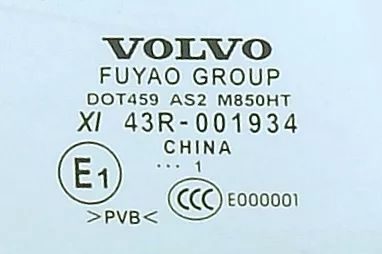 VOLVO
FUYAO GROUP
DOT459 AS2 M850HT
XI 43R-001934
CHINA
··· 1
E1
CCC E000001
>PVB<